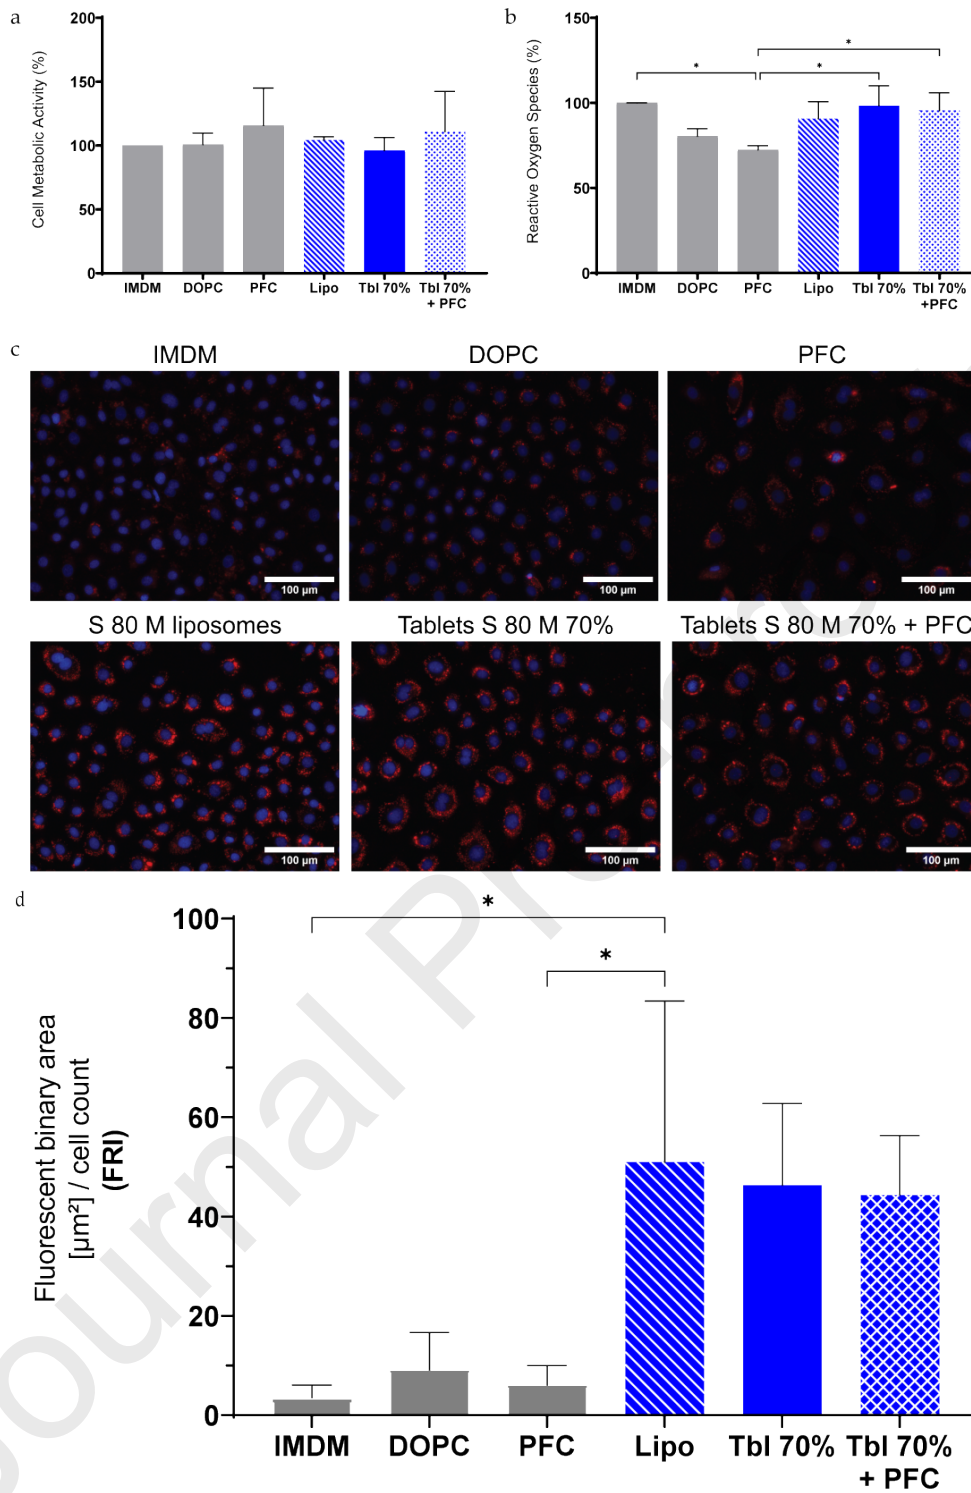 a
200
150
100
50
0
Cell Metabolic Activity (%)
IMDM
DOPC
PFC
Lipo
Tbl 70%
Tbl 70%
+ PFC
b
150
100
50
0
Reactive Oxygen Species (%)
*
*
*
IMDM
DOPC
PFC
Lipo
Tbl 70%
Tbl 70%
+PFC
c
IMDM
DOPC
PFC
100 µm
100 µm
100 µm
S 80 M liposomes
Tablets S 80 M 70%
Tablets S 80 M 70% + PFC
100 µm
100 µm
100 µm
d
100
80
60
40
20
0
Fluorescent binary area
[µm²] / cell count
(FRI)
*
*
IMDM
DOPC
PFC
Lipo
Tbl 70%
Tbl 70%
+ PFC
Journal Pre-proof